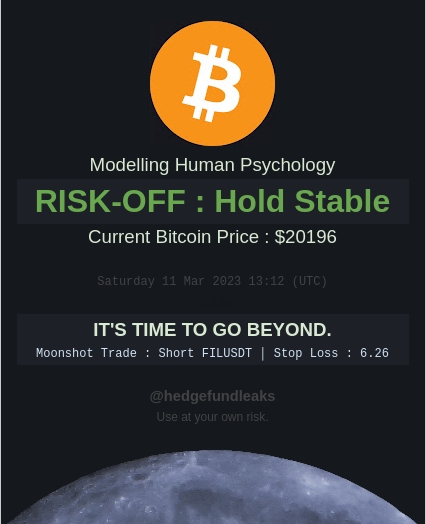 Modelling Human Psychology
RISK-OFF : Hold Stable
Current Bitcoin Price : $20196
Saturday 11 Mar 2023 13:12 (UTC)
IT'S TIME TO GO BEYOND.
Moonshot Trade : Short FILUSDT | Stop Loss : 6.26
@hedgefundleaks
Use at your own risk.